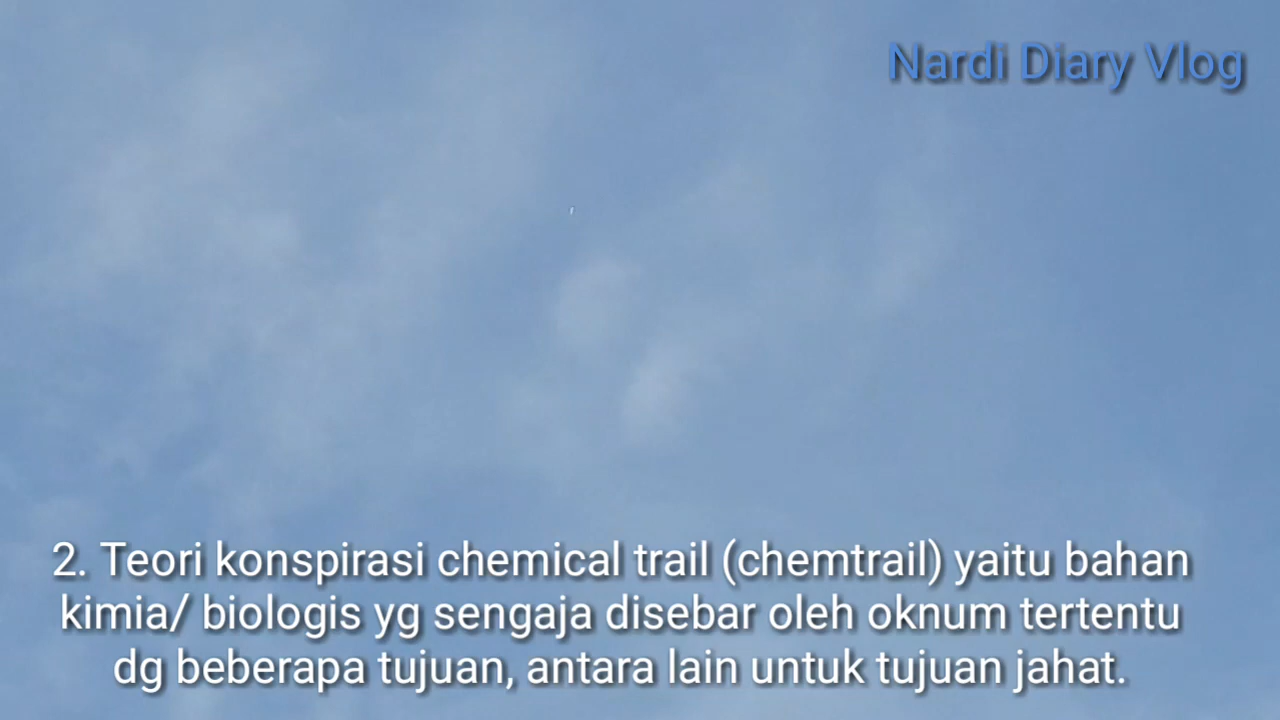 Nardi Diary Vlog
2. Teori konspirasi chemical trail (chemtrail) yaitu bahan
kimia/ biologis yg sengaja disebar oleh oknum tertentu
dg beberapa tujuan, antara lain untuk tujuan jahat.